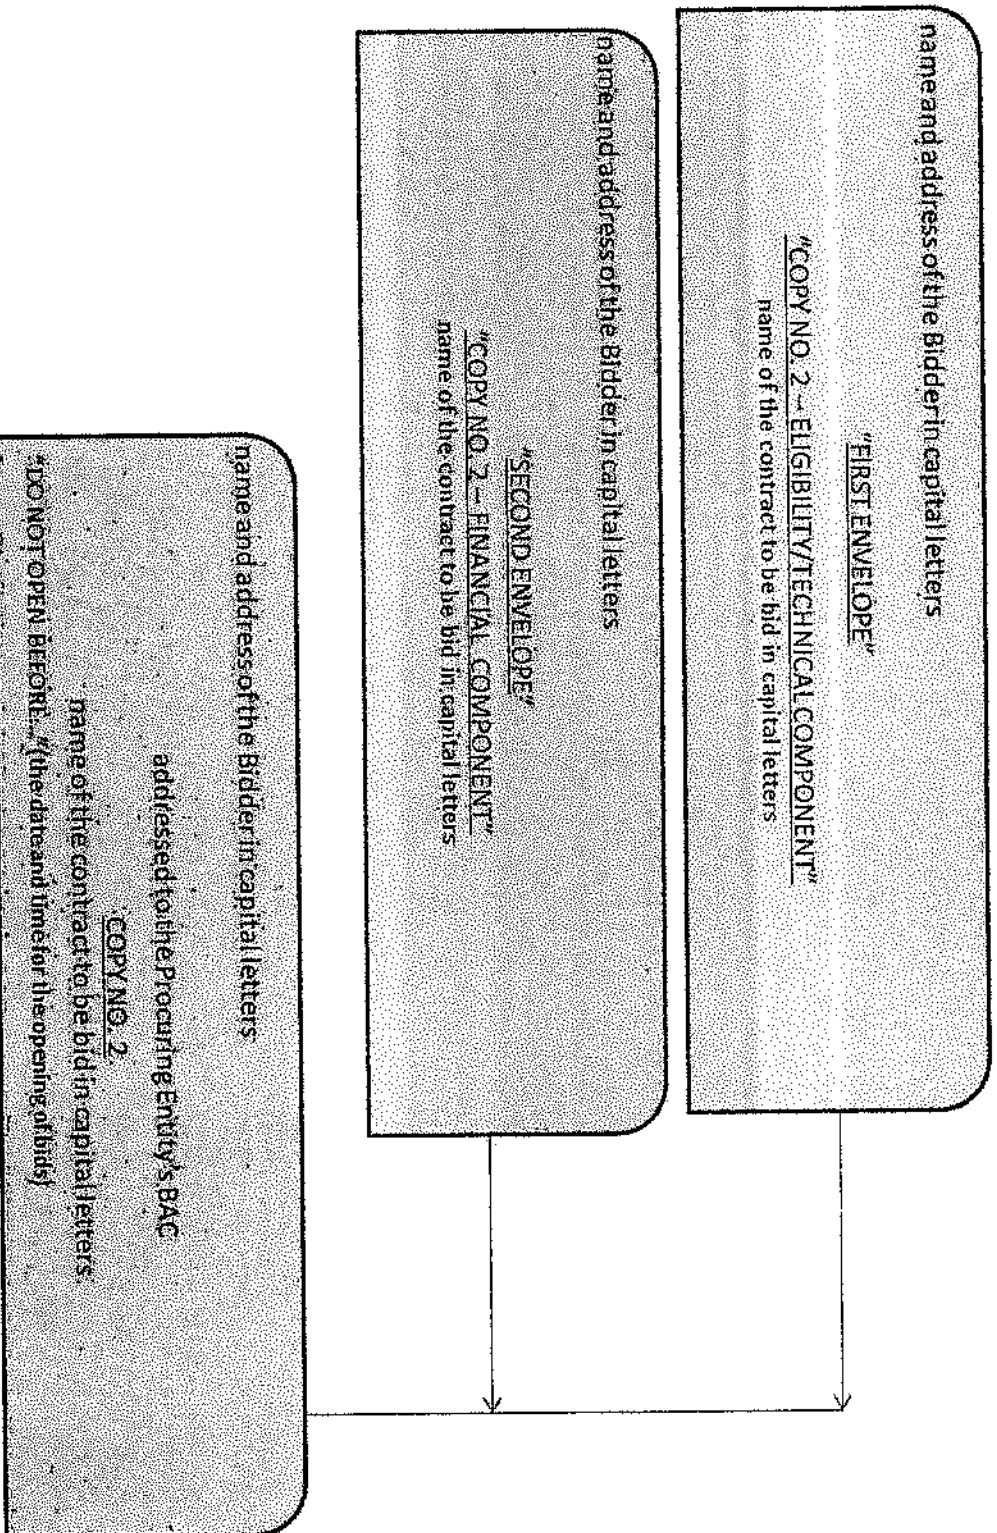 name and address of the Bidder in capital letters
"FIRST ENVELOPE"
"COPY NO. 2 – ELIGIBILITY/TECHNICAL COMPONENT"
name of the contract to be bid in capital letters
name and address of the Bidder in capital letters
"SECOND ENVELOPE"
"COPY NO. 2 – FINANCIAL COMPONENT"
name of the contract to be bid in capital letters
name and address of the Bidder in capital letters
addressed to the Procuring Entity's BAC
COPY NO. 2
name of the contract to be bid in capital letters
"DO NOT OPEN BEFORE..."(the date and time for the opening of bids)